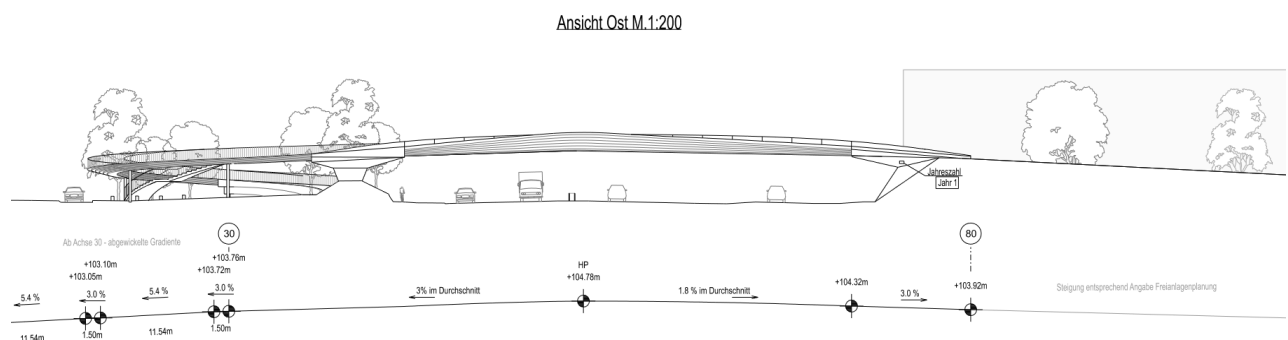 Ansicht Ost M.1:200
Jahreszahl
Jahr 1
30
80
Ab Achse 30 - abgewickelte Gradiente
+103.76m
+103.10m
+103.72m
HP
+103.05m
+104.78m
+104.32m
+103.92m
5.4 %
3.0 %
5.4 %
3.0 %
3% im Durchschnitt
1.8 % im Durchschnitt
3.0 %
Steigung entsprechend Angabe Freianlagenplanung
11.54m
1.50m
11.54m
1.50m